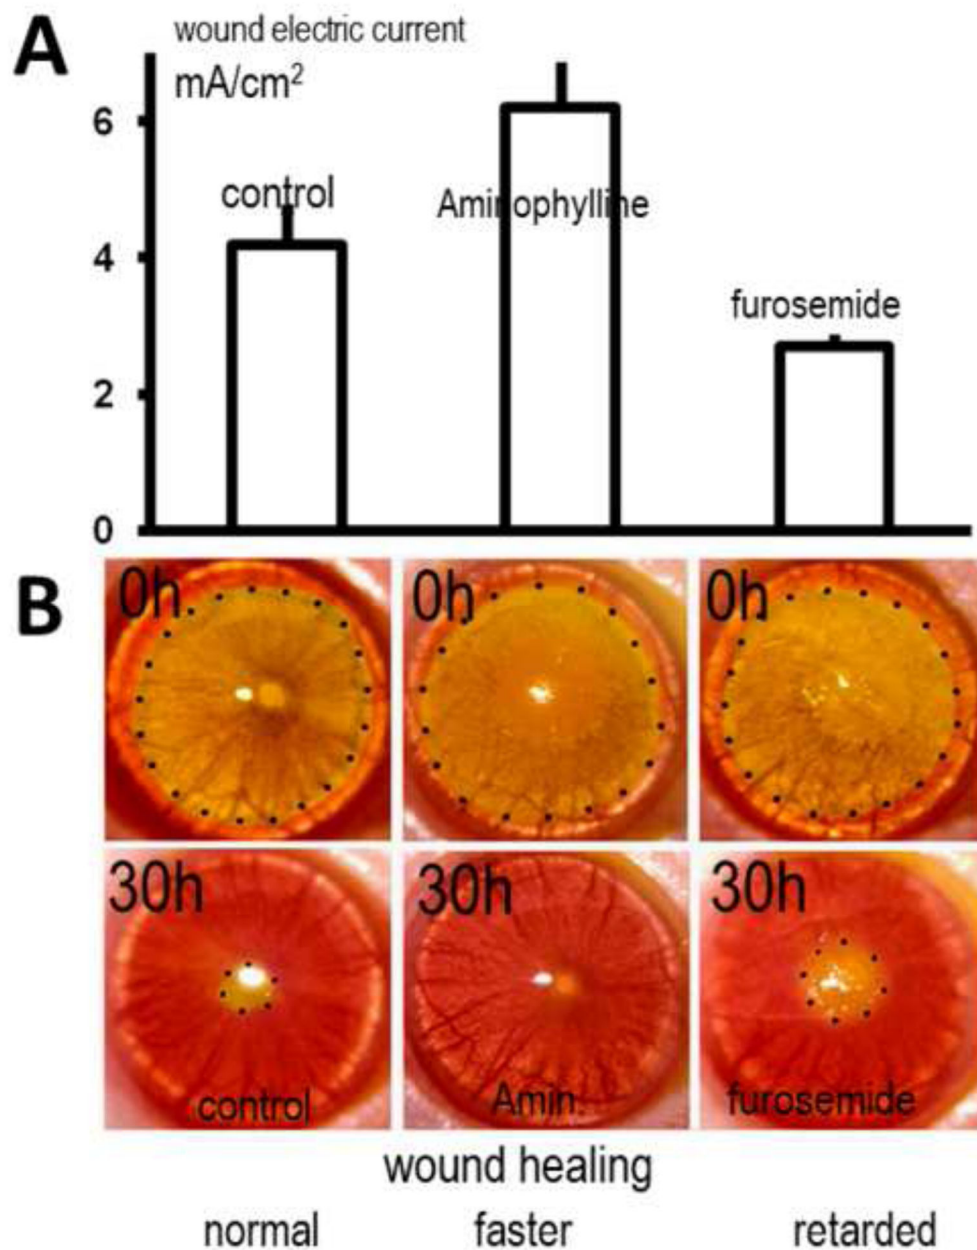 A
wound electric current
mA/cm²
6
control
Aminophylline
4
furosemide
2
0
B
0h 0h 0h
30h 30h 30h
control Amin. furosemide
wound healing
normal faster retarded